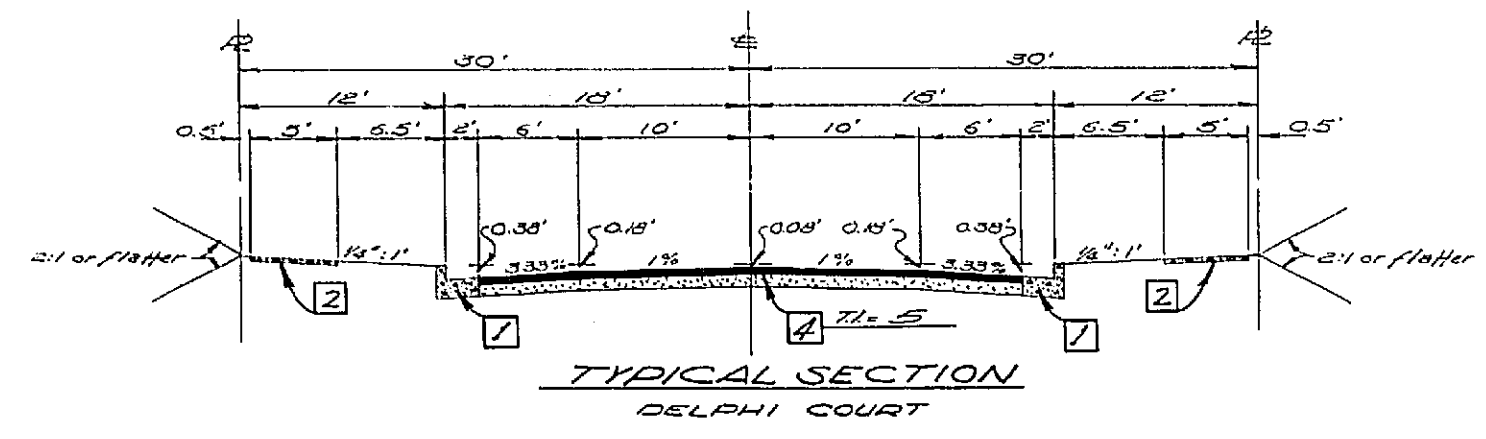 R ℄ R
30' 30'
12' 18' 18' 12'
0.5' 5' 6.5' 2' 6' 10' 10' 6' 2' 6.5' 5' 0.5'
0.38' 0.18' 0.08' 0.18' 0.38'
2:1 or flatter 1/4":1' 3.33% 1% 1% 3.33% 1/4":1' 2:1 or flatter
2 1 4 T.I.= 5 1 2
TYPICAL SECTION
DELPHI COURT